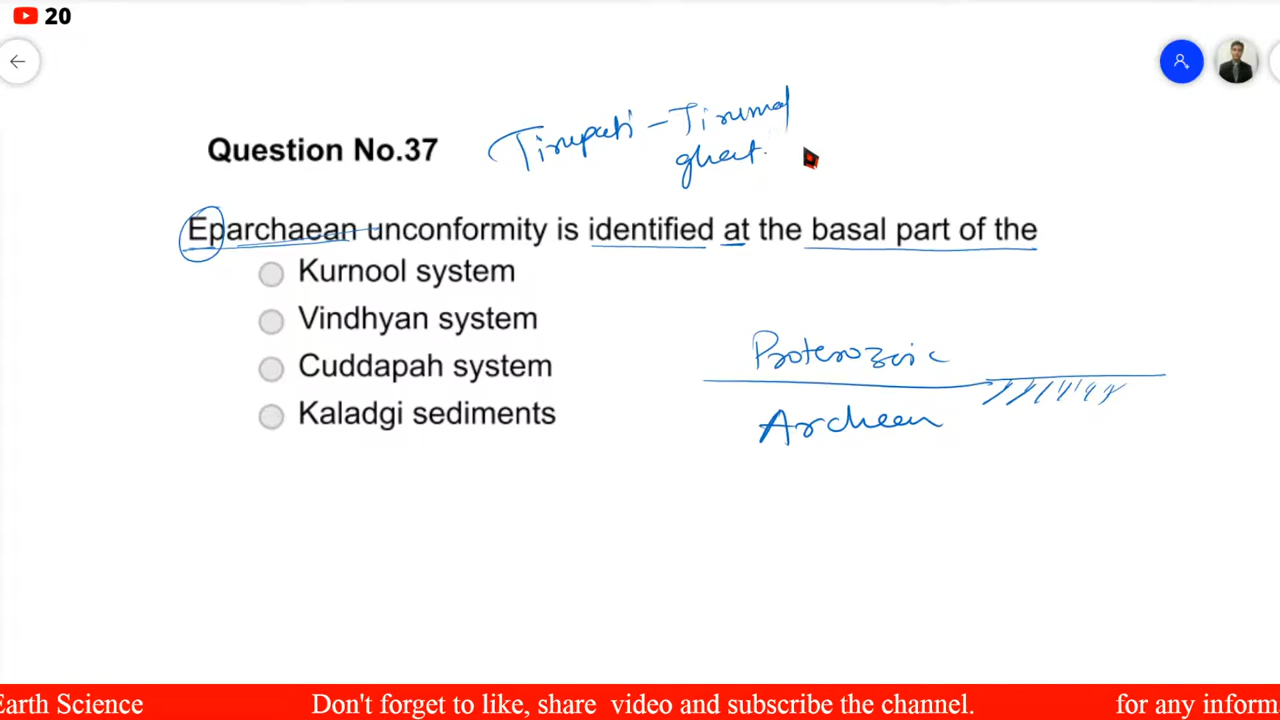 20
Tirupati - Tirumal
Question No.37
ghat.
Eparchaean unconformity is identified at the basal part of the
Kurnool system
Vindhyan system
Proterozoic
Cuddapah system
Archean
Kaladgi sediments
Earth Science Don't forget to like, share video and subscribe the channel. for any inform